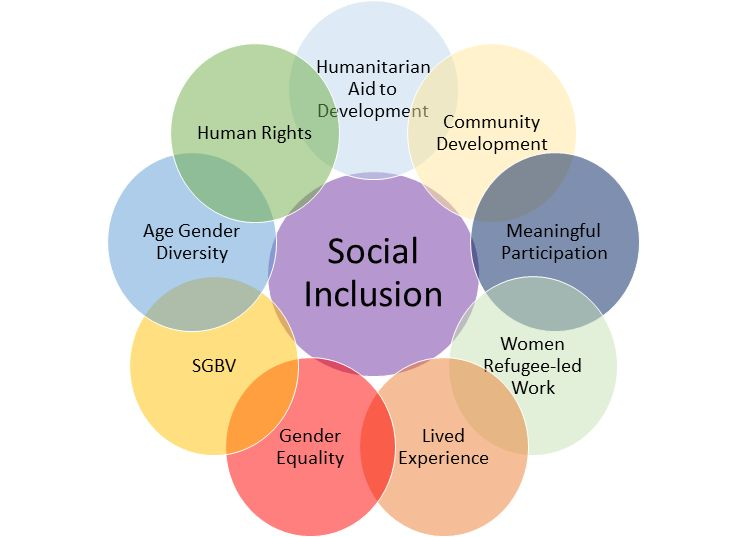 Humanitarian
Aid to
Development
Community
Development
Meaningful
Participation
Women
Refugee-led
Work
Lived
Experience
Gender
Equality
SGBV
Age Gender
Diversity
Human Rights
Social
Inclusion